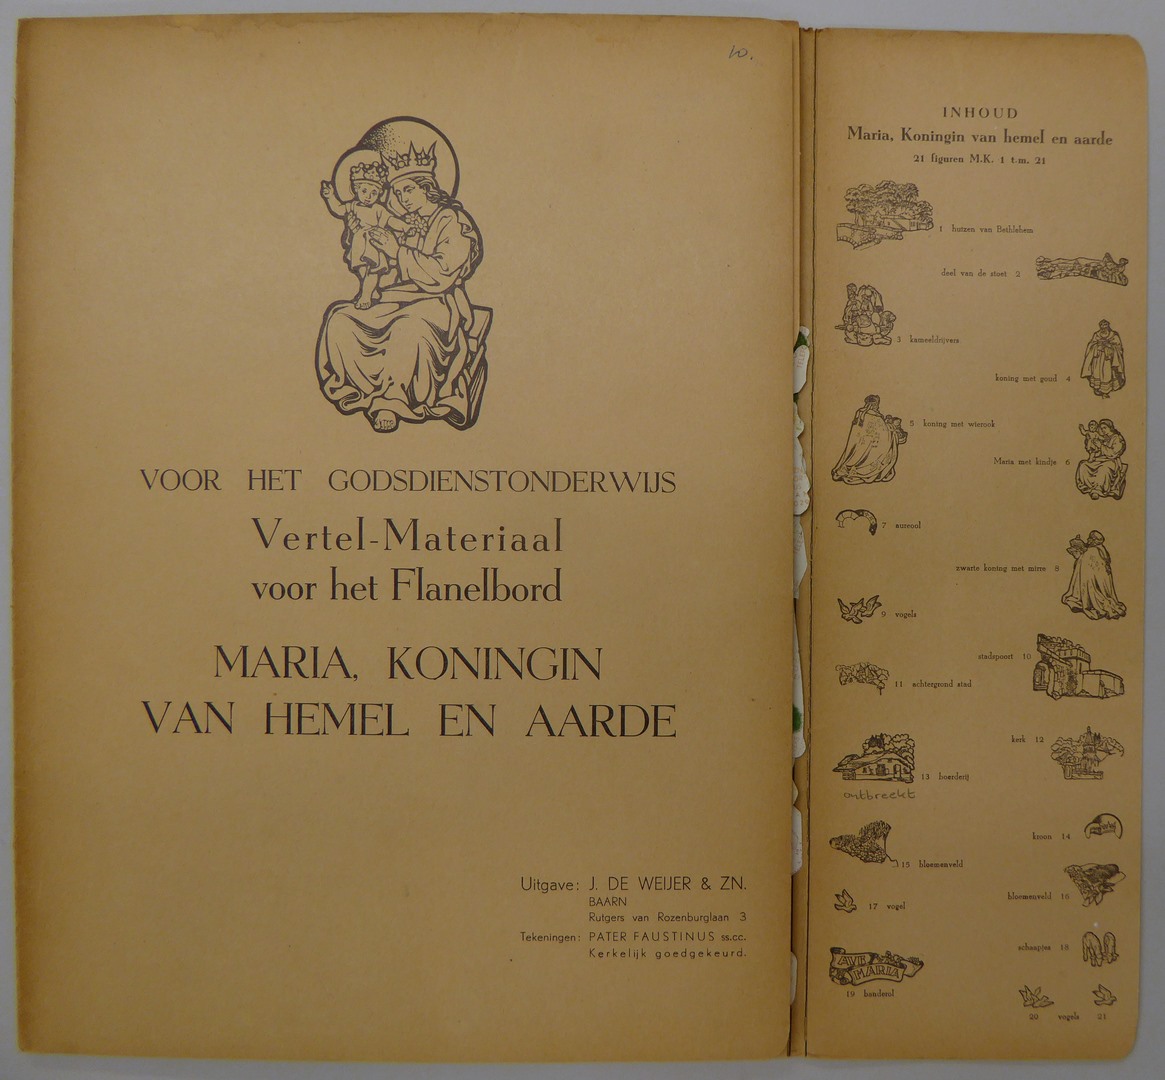 10.
VOOR HET GODSDIENSTONDERWIJS
Vertel-Materiaal
voor het Flanelbord
MARIA, KONINGIN
VAN HEMEL EN AARDE
Uitgave: J. DE WEIJER & ZN.
BAARN
Rutgers van Rozenburglaan 3
Tekeningen: PATER FAUSTINUS ss.cc.
Kerkelijk goedgekeurd.
INHOUD
Maria, Koningin van hemel en aarde
21 figuren M.K. 1 t.m. 21
1 huizen van Bethlehem
deel van de stoet 2
3 kameeldrijvers
koning met goud 4
5 koning met wierook
Maria met kindje 6
7 aureool
zwarte koning met mirre 8
9 vogels
stadspoort 10
11 achtergrond stad
kerk 12
13 boerderij
ontbreekt
kroon 14
15 bloemenveld
bloemenveld 16
17 vogel
schaapjes 18
AVE
MARIA
19 banderol
20 vogels 21